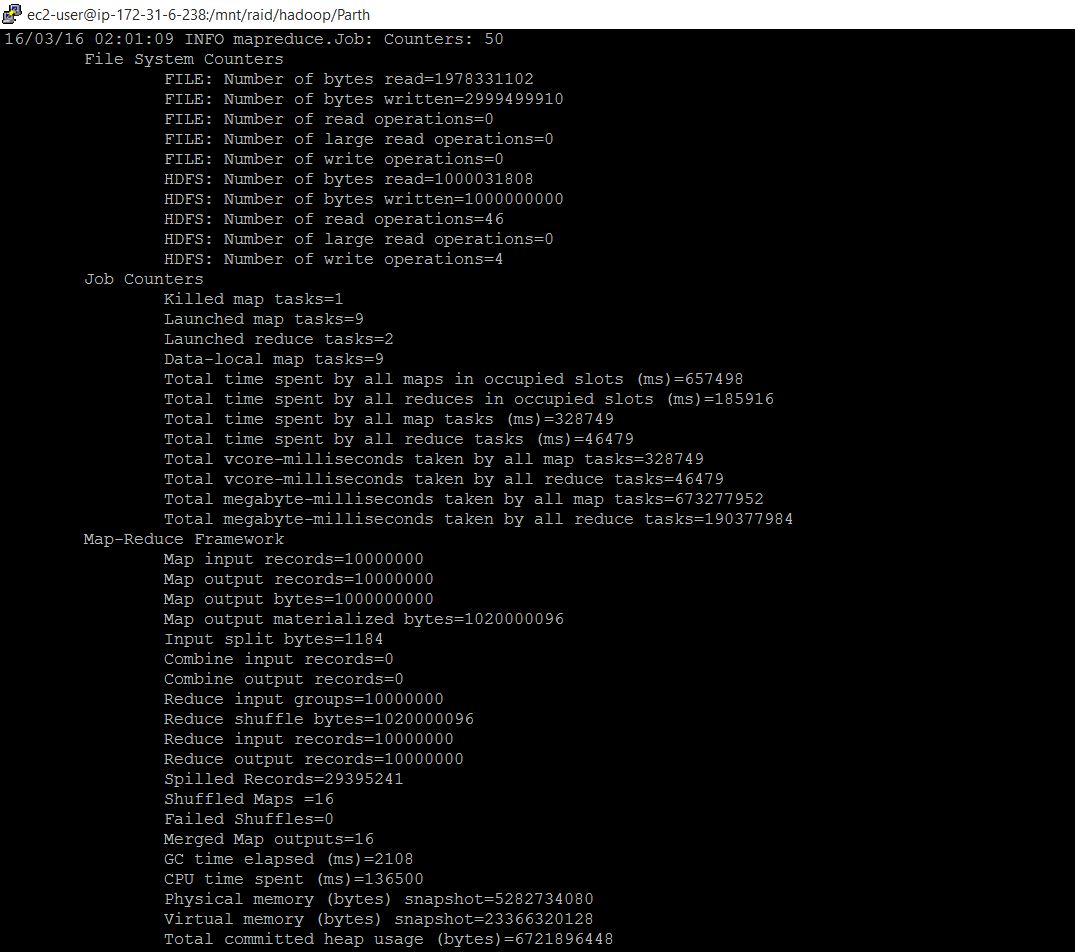 ec2-user@ip-172-31-6-238:/mnt/raid/hadoop/Parth
16/03/16 02:01:09 INFO mapreduce.Job: Counters: 50
File System Counters
FILE: Number of bytes read=1978331102
FILE: Number of bytes written=2999499910
FILE: Number of read operations=0
FILE: Number of large read operations=0
FILE: Number of write operations=0
HDFS: Number of bytes read=1000031808
HDFS: Number of bytes written=1000000000
HDFS: Number of read operations=46
HDFS: Number of large read operations=0
HDFS: Number of write operations=4
Job Counters
Killed map tasks=1
Launched map tasks=9
Launched reduce tasks=2
Data-local map tasks=9
Total time spent by all maps in occupied slots (ms)=657498
Total time spent by all reduces in occupied slots (ms)=185916
Total time spent by all map tasks (ms)=328749
Total time spent by all reduce tasks (ms)=46479
Total vcore-milliseconds taken by all map tasks=328749
Total vcore-milliseconds taken by all reduce tasks=46479
Total megabyte-milliseconds taken by all map tasks=673277952
Total megabyte-milliseconds taken by all reduce tasks=190377984
Map-Reduce Framework
Map input records=10000000
Map output records=10000000
Map output bytes=1000000000
Map output materialized bytes=1020000096
Input split bytes=1184
Combine input records=0
Combine output records=0
Reduce input groups=10000000
Reduce shuffle bytes=1020000096
Reduce input records=10000000
Reduce output records=10000000
Spilled Records=29395241
Shuffled Maps =16
Failed Shuffles=0
Merged Map outputs=16
GC time elapsed (ms)=2108
CPU time spent (ms)=136500
Physical memory (bytes) snapshot=5282734080
Virtual memory (bytes) snapshot=23366320128
Total committed heap usage (bytes)=6721896448